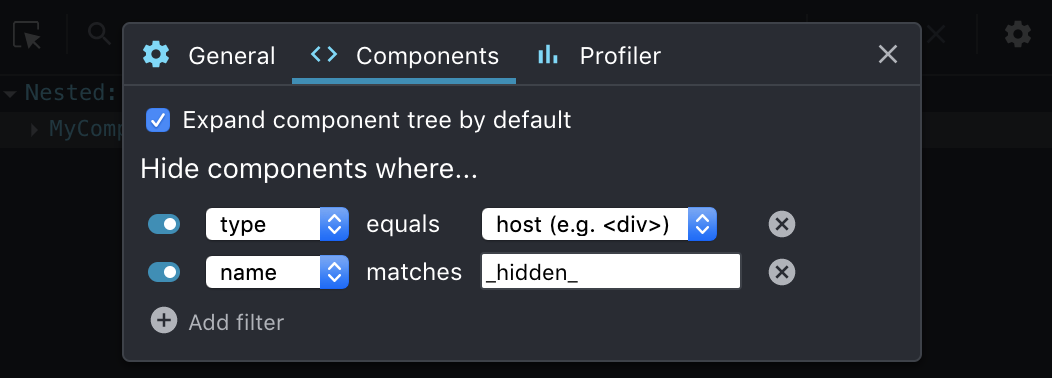 General Components Profiler
Nested:
Expand component tree by default
MyComp
Hide components where...
type equals host (e.g. <div>)
name matches _hidden_
Add filter